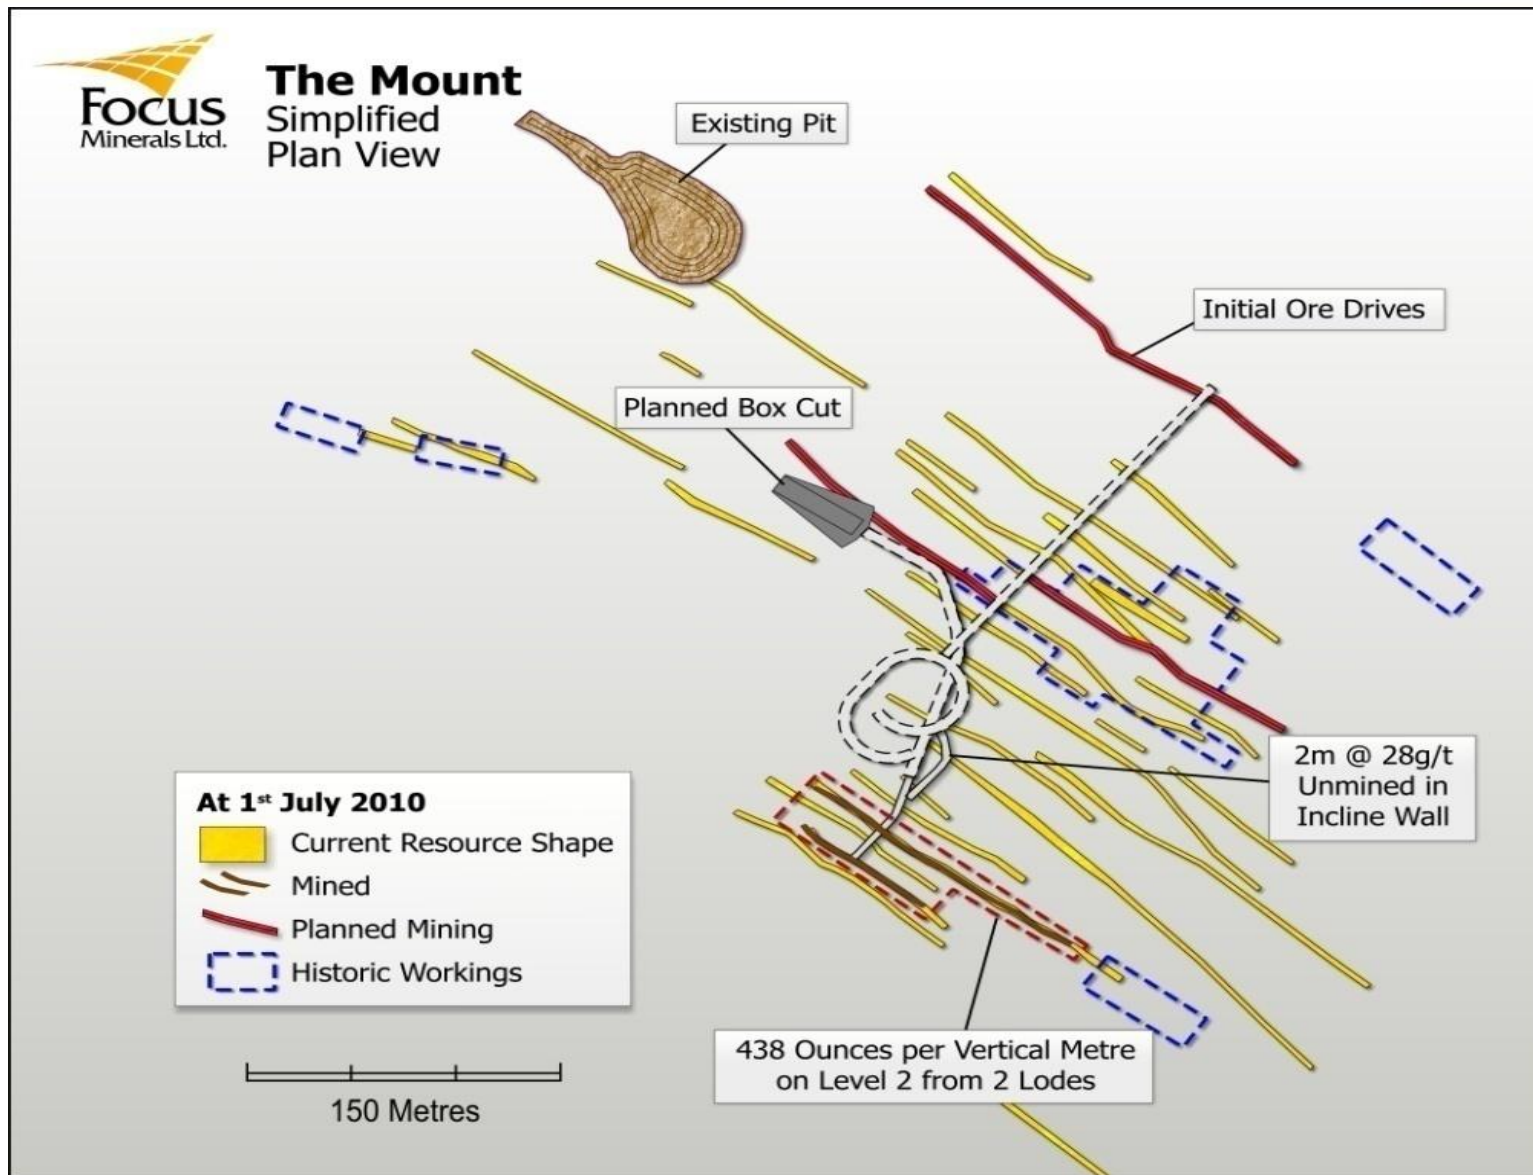 Focus
Minerals Ltd.
The Mount
Simplified
Plan View
Existing Pit
Initial Ore Drives
Planned Box Cut
2m @ 28g/t
Unmined in
Incline Wall
At 1st July 2010
Current Resource Shape
Mined
Planned Mining
Historic Workings
438 Ounces per Vertical Metre
on Level 2 from 2 Lodes
150 Metres